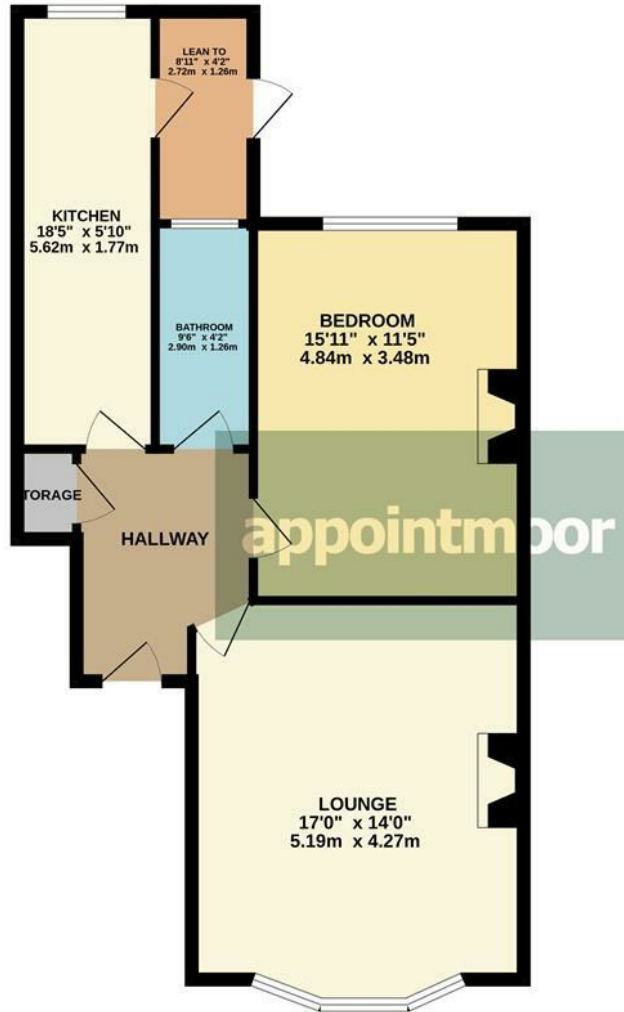 LEAN TO
8'11" x 4'2"
2.72m x 1.26m
KITCHEN
18'5" x 5'10"
5.62m x 1.77m
BATHROOM
9'6" x 4'2"
2.90m x 1.26m
BEDROOM
15'11" x 11'5"
4.84m x 3.48m
TORAGE
HALLWAY
appointmoor
LOUNGE
17'0" x 14'0"
5.19m x 4.27m